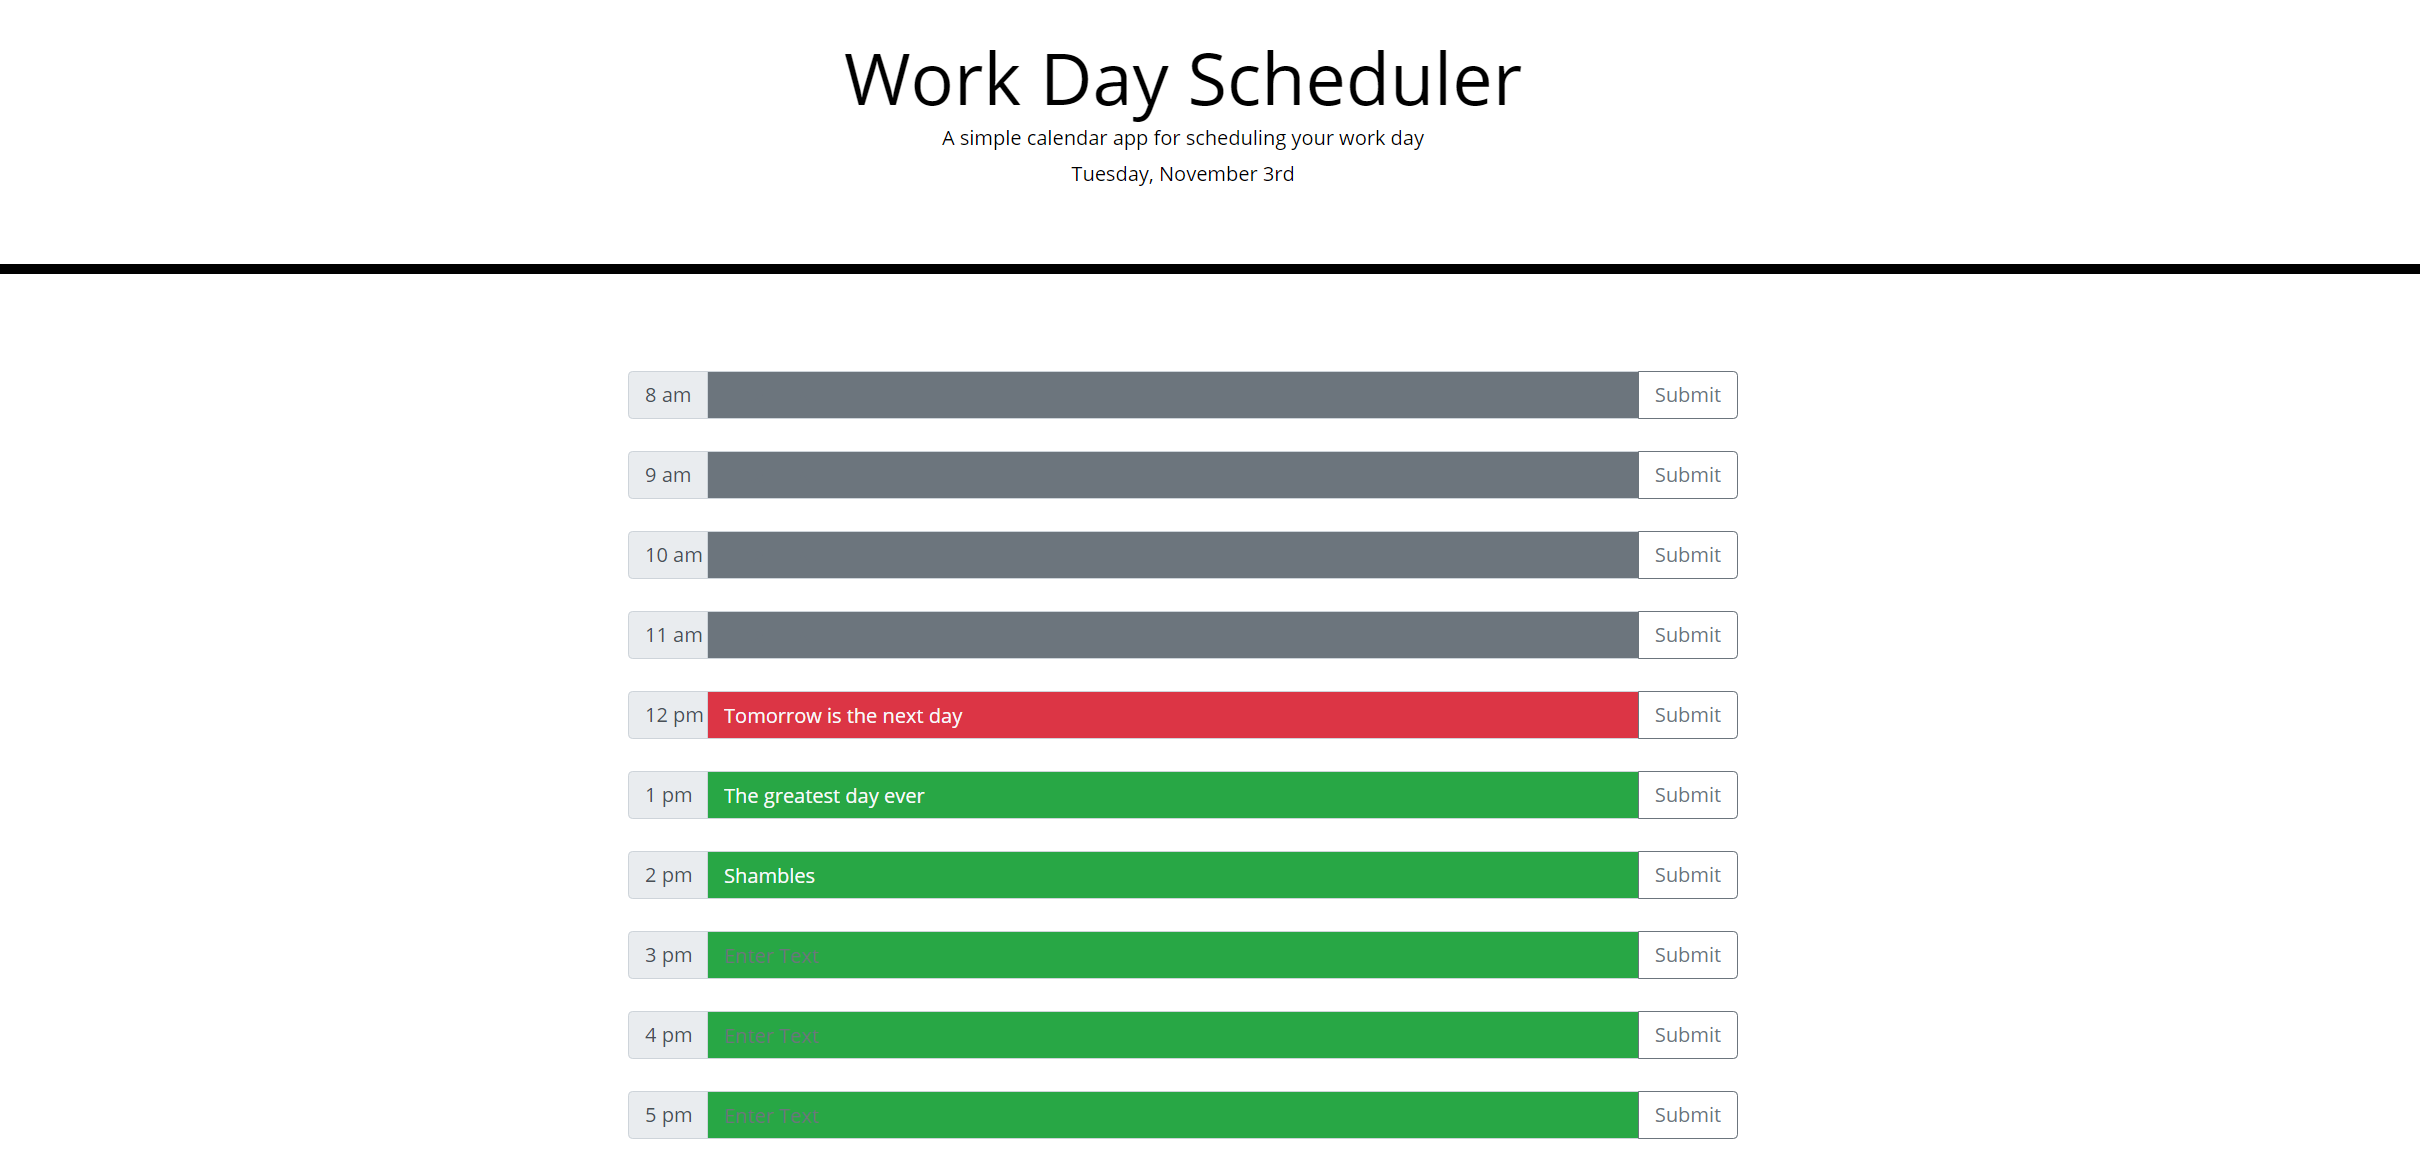 Work Day Scheduler
A simple calendar app for scheduling your work day
Tuesday, November 3rd
8 am Submit
9 am Submit
10 am Submit
11 am Submit
12 pm Tomorrow is the next day Submit
1 pm The greatest day ever Submit
2 pm Shambles Submit
3 pm Enter Text Submit
4 pm Enter Text Submit
5 pm Enter Text Submit